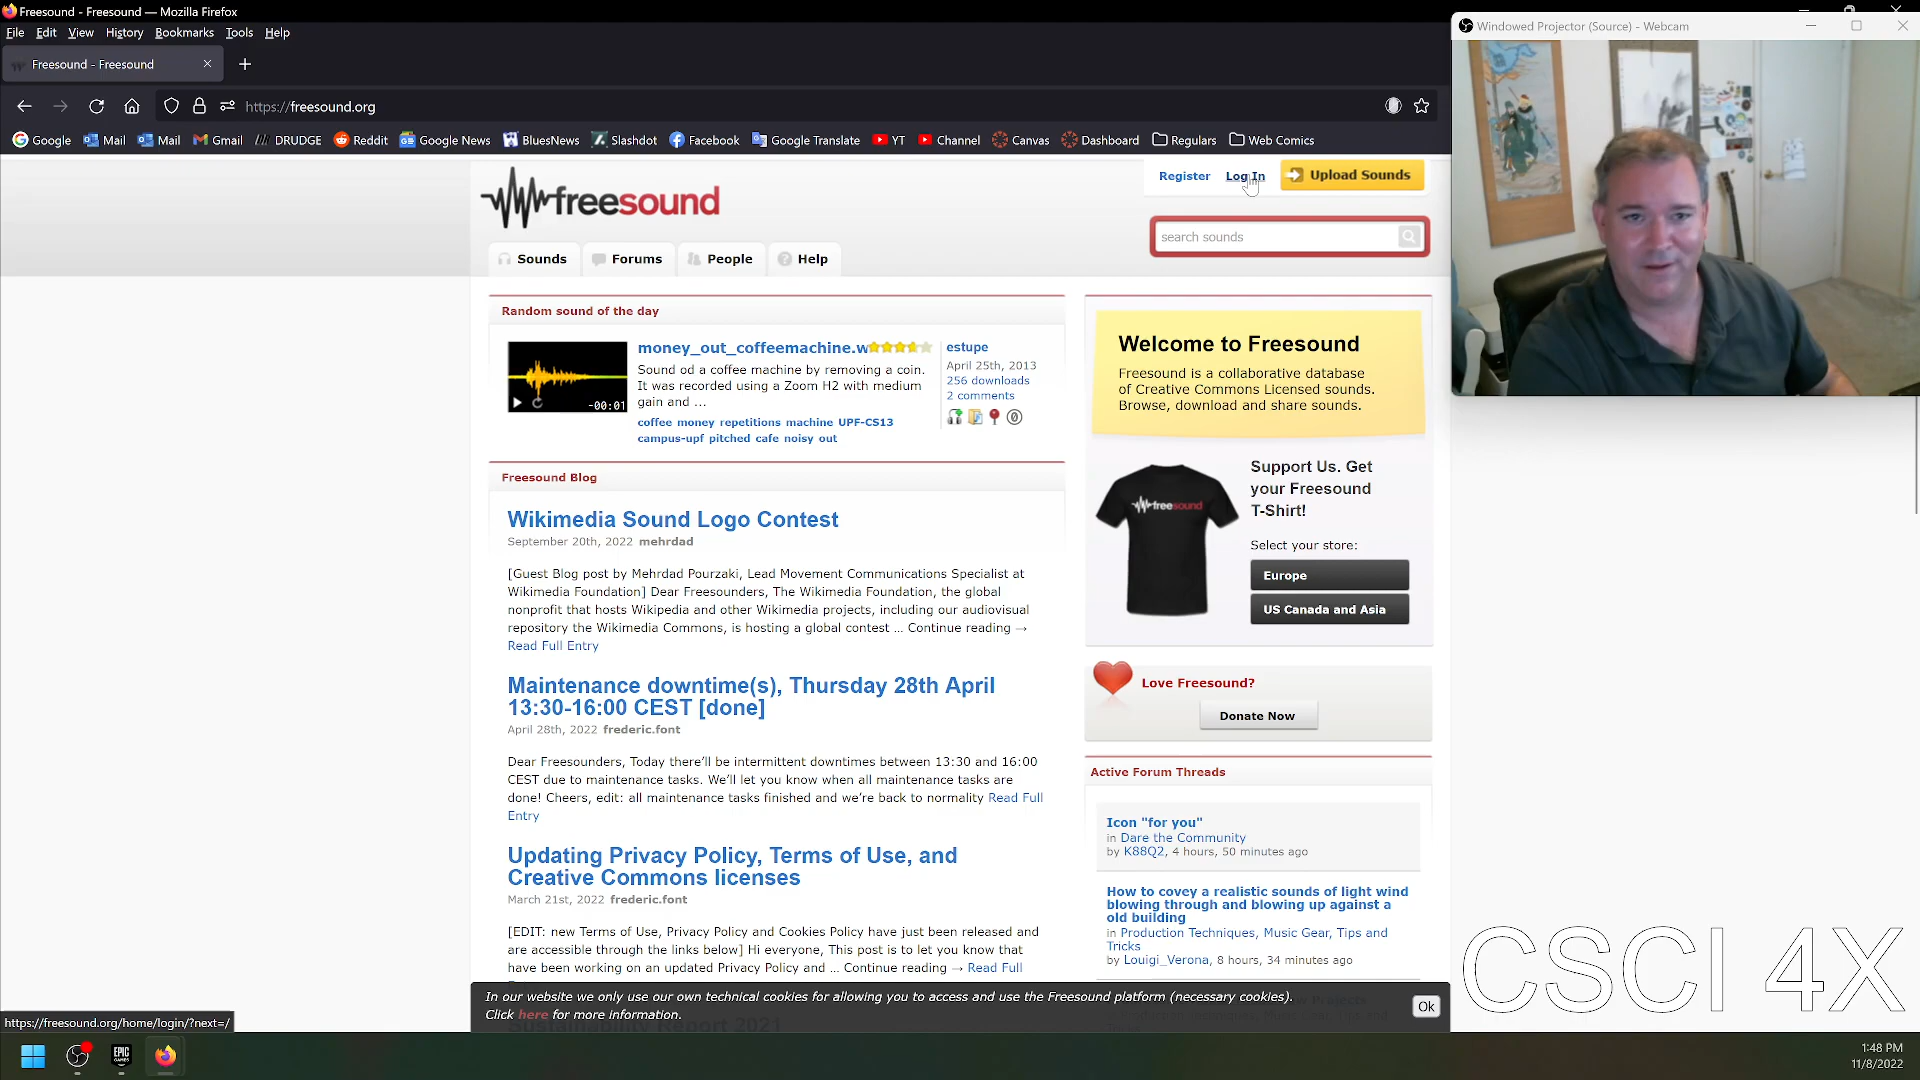 Freesound - Freesound — Mozilla Firefox
File Edit View History Bookmarks Tools Help
Freesound - Freesound
https://freesound.org
Google Mail Mail Gmail DRUDGE Reddit Google News BluesNews Slashdot Facebook Google Translate YT Channel Canvas Dashboard Regulars Web Comics
Windowed Projector (Source) - Webcam
freesound
Register Log In Upload Sounds
search sounds
Sounds Forums People Help
Random sound of the day
money_out_coffeemachine.w
Sound od a coffee machine by removing a coin.
It was recorded using a Zoom H2 with medium
gain and ...
coffee money repetitions machine UPF-CS13
campus-upf pitched cafe noisy out
-00:01
estupe
April 25th, 2013
256 downloads
2 comments
Freesound Blog
Wikimedia Sound Logo Contest
September 20th, 2022 mehrdad
[Guest Blog post by Mehrdad Pourzaki, Lead Movement Communications Specialist at
Wikimedia Foundation] Dear Freesounders, The Wikimedia Foundation, the global
nonprofit that hosts Wikipedia and other Wikimedia projects, including our audiovisual
repository the Wikimedia Commons, is hosting a global contest ... Continue reading →
Read Full Entry
Maintenance downtime(s), Thursday 28th April
13:30-16:00 CEST [done]
April 28th, 2022 frederic.font
Dear Freesounders, Today there'll be intermittent downtimes between 13:30 and 16:00
CEST due to maintenance tasks. We'll let you know when all maintenance tasks are
done! Cheers, edit: all maintenance tasks finished and we're back to normality Read Full
Entry
Updating Privacy Policy, Terms of Use, and
Creative Commons licenses
March 21st, 2022 frederic.font
[EDIT: new Terms of Use, Privacy Policy and Cookies Policy have just been released and
are accessible through the links below] Hi everyone, This post is to let you know that
have been working on an updated Privacy Policy and ... Continue reading → Read Full
Sustainability Report 2021
Welcome to Freesound
Freesound is a collaborative database
of Creative Commons Licensed sounds.
Browse, download and share sounds.
freesound
Support Us. Get
your Freesound
T-Shirt!
Select your store:
Europe
US Canada and Asia
Love Freesound?
Donate Now
Active Forum Threads
Icon "for you"
in Dare the Community
by K88Q2, 4 hours, 50 minutes ago
How to covey a realistic sounds of light wind
blowing through and blowing up against a
old building
in Production Techniques, Music Gear, Tips and
Tricks
by Louigi_Verona, 8 hours, 34 minutes ago
In our website we only use our own technical cookies for allowing you to access and use the Freesound platform (necessary cookies).
Click here for more information.
Ok
CSCI 4X
https://freesound.org/home/login/?next=/
EPIC
GAMES
1:48 PM
11/8/2022